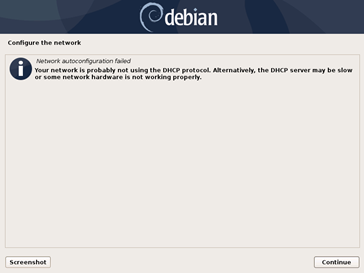 debian
Configure the network
Network autoconfiguration failed
Your network is probably not using the DHCP protocol. Alternatively, the DHCP server may be slow
or some network hardware is not working properly.
Screenshot
Continue